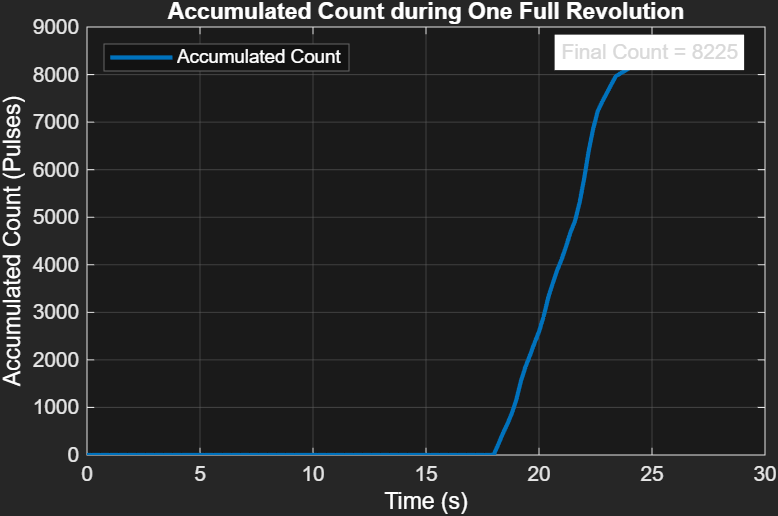 Accumulated Count during One Full Revolution
9000
8000
7000
6000
5000
4000
3000
2000
1000
0
Accumulated Count (Pulses)
Accumulated Count
Final Count = 8225
0 5 10 15 20 25 30
Time (s)